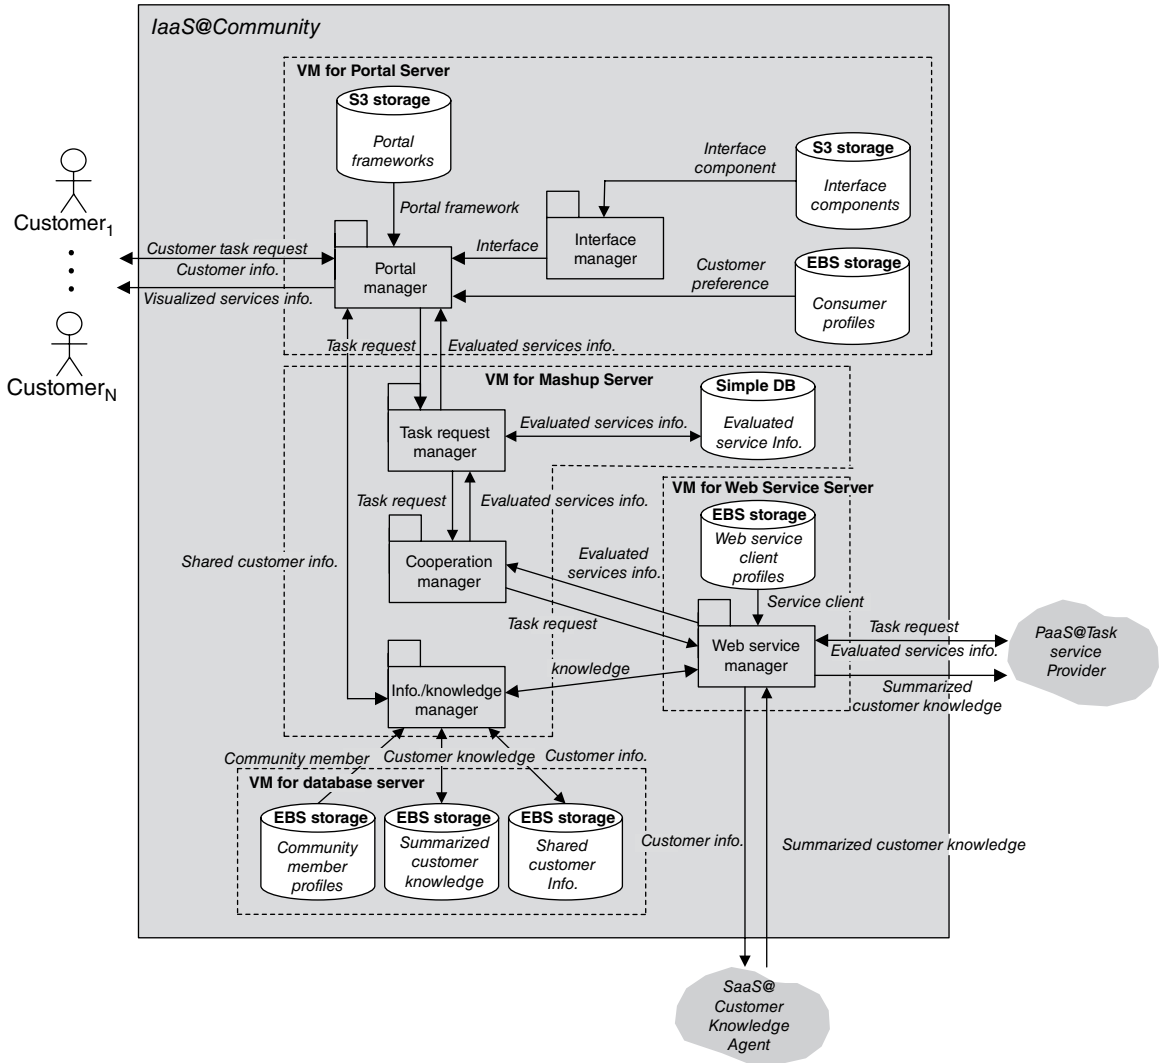 IaaS@Community
VM for Portal Server
S3 storage
Portal
frameworks
Interface
component
S3 storage
Interface
components
Customer1
Portal framework
Customer task request
Customer info.
Visualized services info.
Portal
manager
Interface
Interface
manager
Customer
preference
EBS storage
Consumer
profiles
CustomerN
Task request
Evaluated services info.
VM for Mashup Server
Simple DB
Evaluated
service Info.
Task request
manager
Evaluated services info.
Task request
Evaluated services info.
VM for Web Service Server
EBS storage
Web service
client
profiles
Shared customer info.
Cooperation
manager
Evaluated
services info.
Task request
Service client
Web service
manager
Task request
Evaluated services info.
Summarized
customer knowledge
PaaS@Task
service
Provider
knowledge
Info./knowledge
manager
Community member
Customer knowledge
Customer info.
VM for database server
EBS storage
Community
member
profiles
EBS storage
Summarized
customer
knowledge
EBS storage
Shared
customer
Info.
Customer info.
Summarized customer knowledge
SaaS@
Customer
Knowledge
Agent